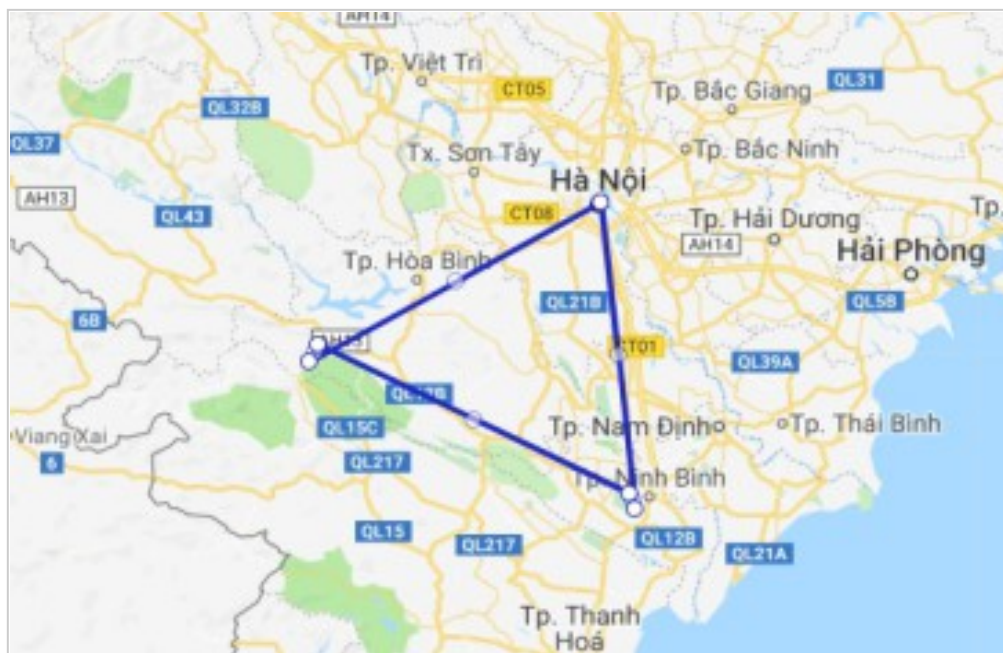 AH14
Tp. Việt Trì
CT05
QL31
Tp. Bắc Giang
QL32B
QL37
Tp. Bắc Ninh
Tx. Sơn Tây
Hà Nội
AH13
QL43
CT08
Tp. Hải Dương
Tp.
AH14
Hải Phòng
Tp. Hòa Bình
QL21B
QL5B
6B
CT01
QL39A
QL15C
Tp. Nam Định
Tp. Thái Bình
Viang Xai
6
QL217
Tp. Ninh Bình
QL15
QL217
QL12B
QL21A
Tp. Thanh
Hoá